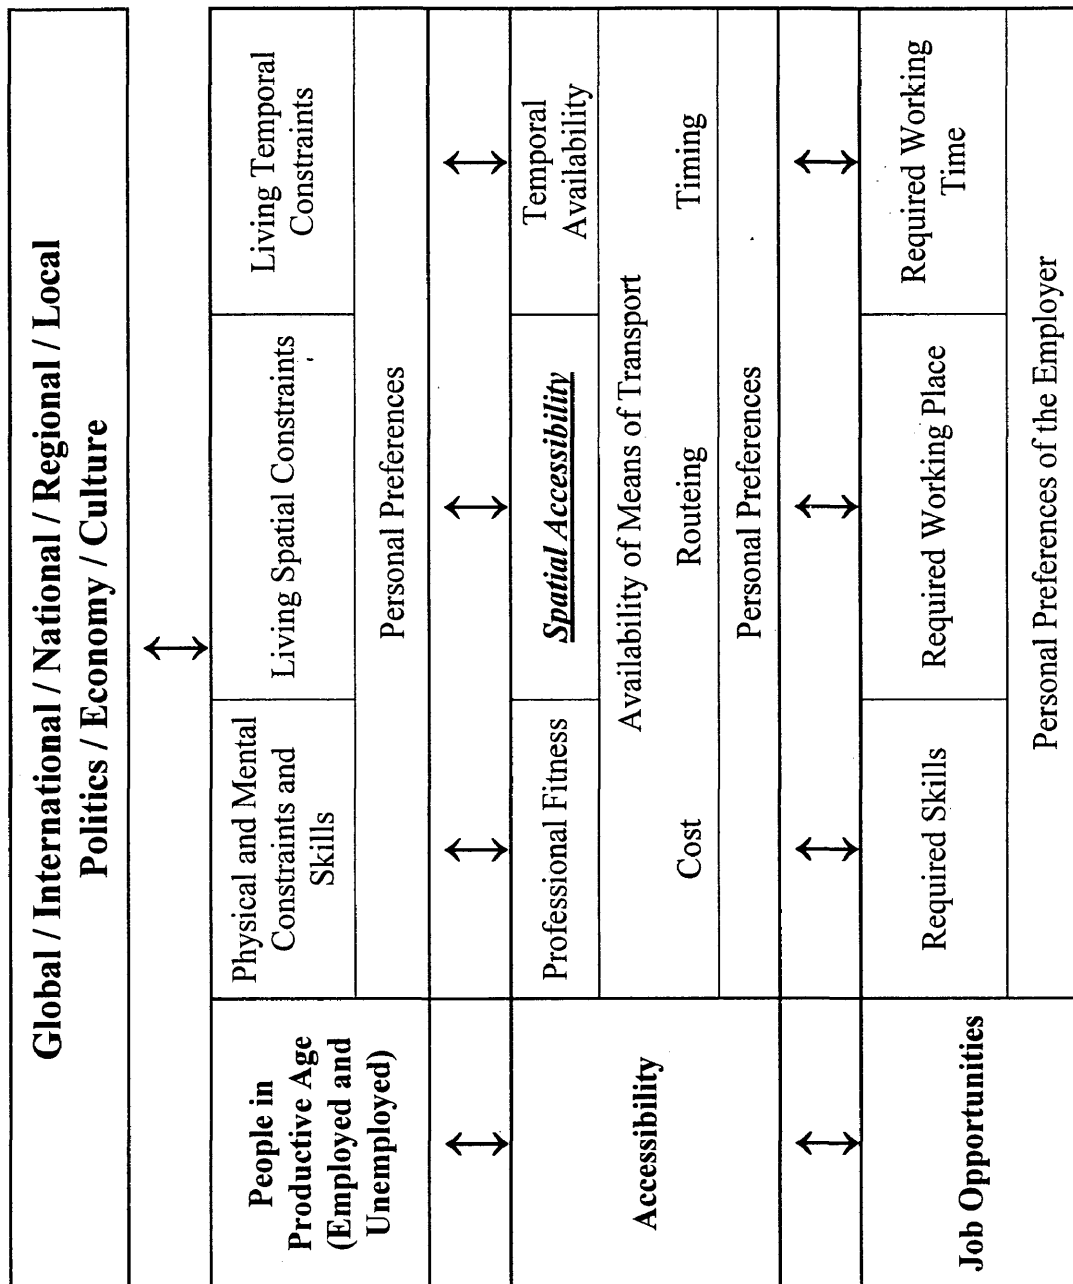 Global / International / National / Regional / Local
Politics / Economy / Culture
People in
Productive Age
(Employed and
Unemployed)
Physical and Mental
Constraints and
Skills
Living Spatial Constraints
Living Temporal
Constraints
Personal Preferences
Accessibility
Professional Fitness
Spatial Accessibility
Temporal
Availability
Availability of Means of Transport
Cost
Routeing
Timing
Personal Preferences
Job Opportunities
Required Skills
Required Working Place
Required Working
Time
Personal Preferences of the Employer